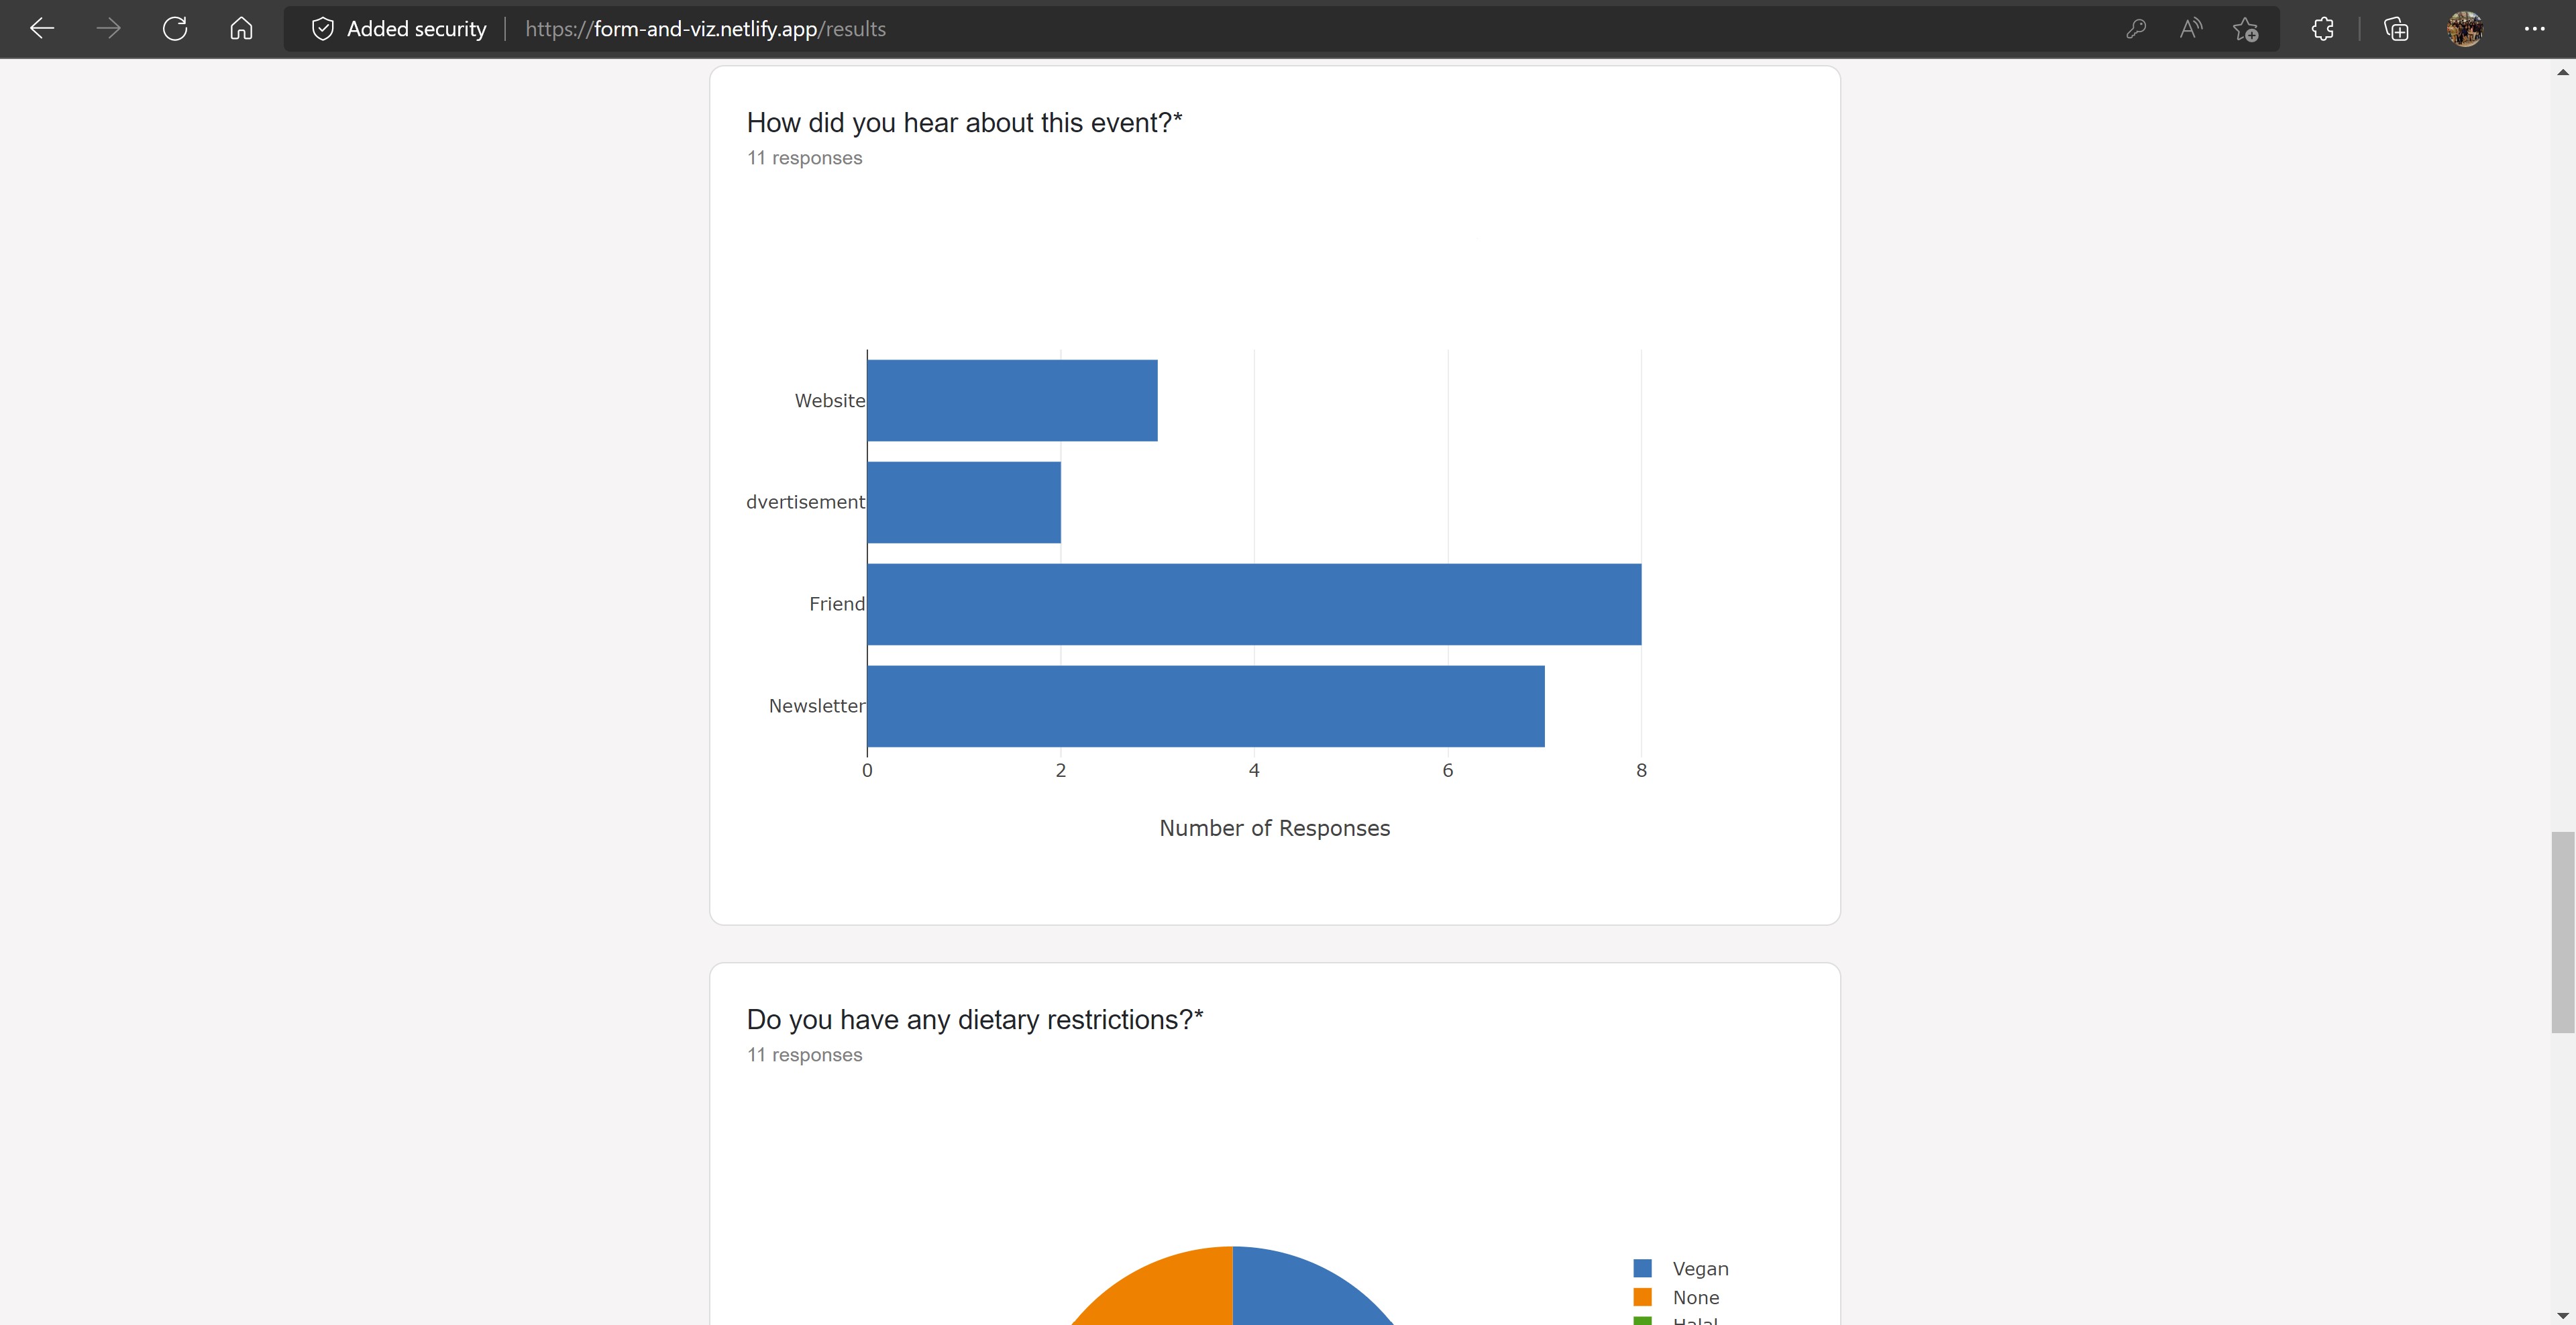 Added security
https://form-and-viz.netlify.app/results
How did you hear about this event?*
11 responses
Website
dvertisement
Friend
Newsletter
0 2 4 6 8
Number of Responses
Do you have any dietary restrictions?*
11 responses
Vegan
None
Halal